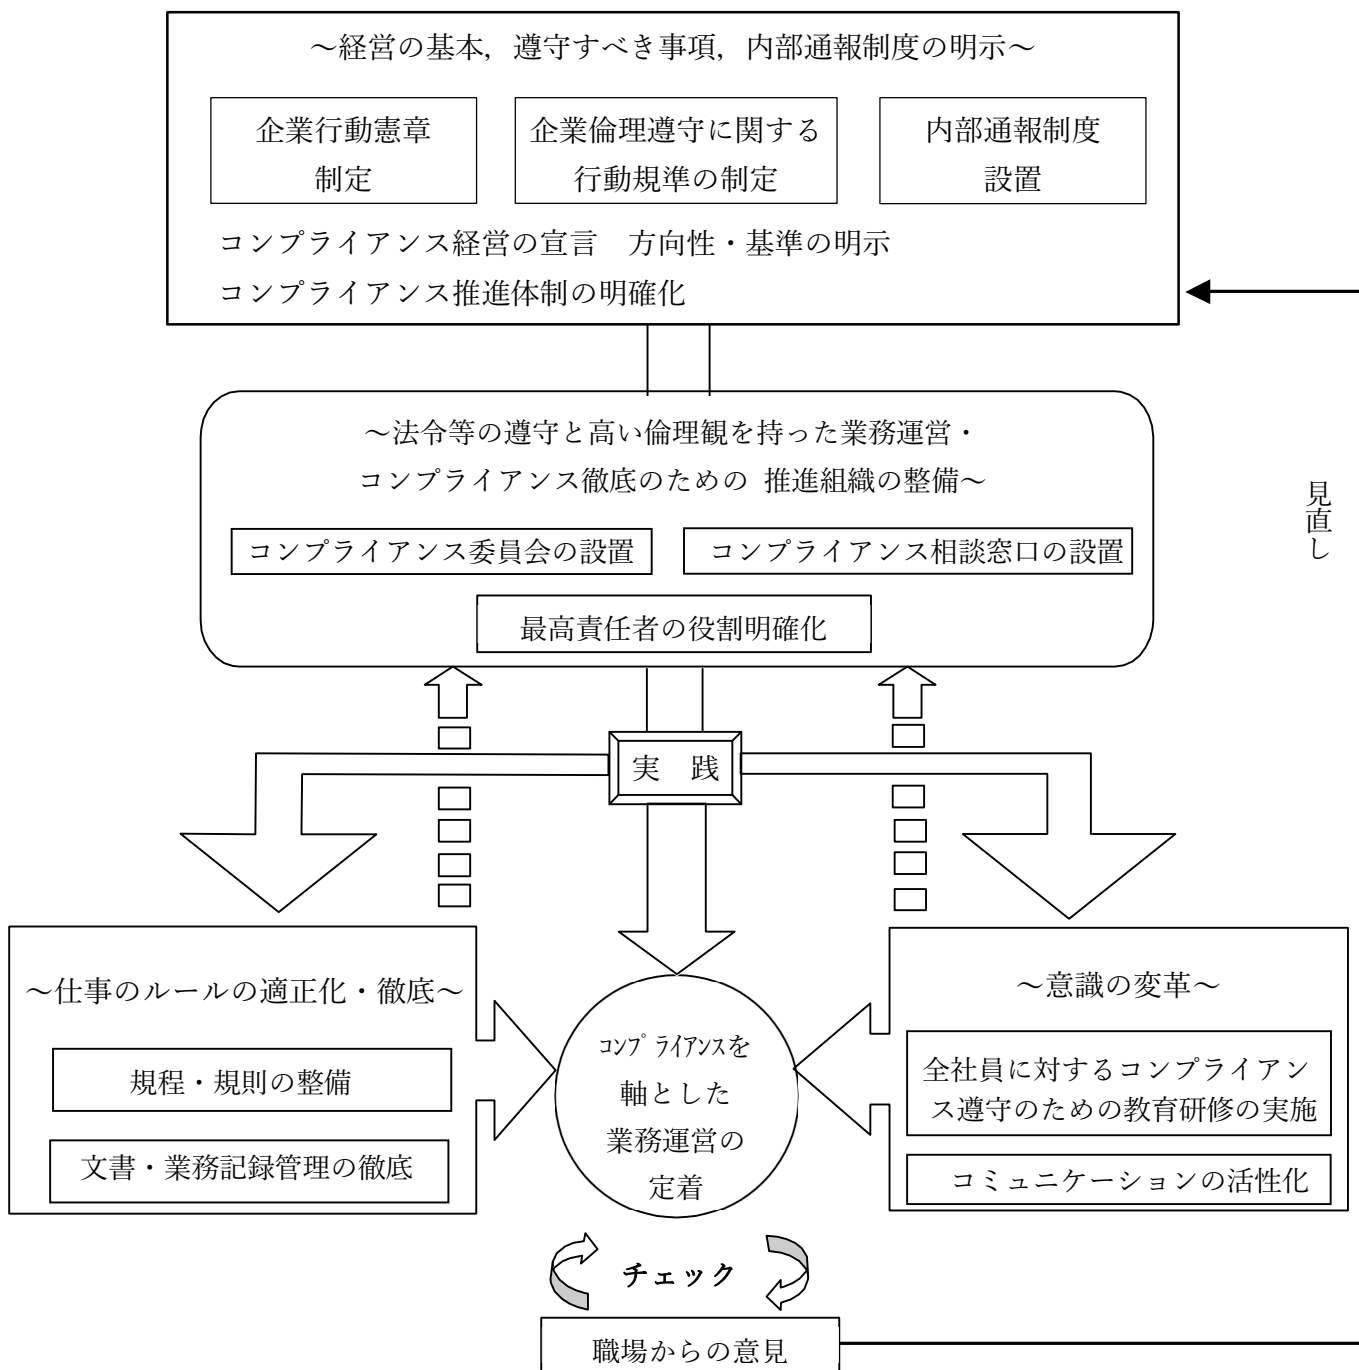 ～経営の基本，遵守すべき事項，内部通報制度の明示～
企業行動憲章
制定
企業倫理遵守に関する
行動規準の制定
内部通報制度
設置
コンプライアンス経営の宣言　方向性・基準の明示
コンプライアンス推進体制の明確化
～法令等の遵守と高い倫理観を持った業務運営・
コンプライアンス徹底のための 推進組織の整備～
コンプライアンス委員会の設置
コンプライアンス相談窓口の設置
最高責任者の役割明確化
見直し
実　践
～仕事のルールの適正化・徹底～
規程・規則の整備
文書・業務記録管理の徹底
コンプライアンスを
軸とした
業務運営の
定着
～意識の変革～
全社員に対するコンプライアン
ス遵守のための教育研修の実施
コミュニケーションの活性化
チェック
職場からの意見